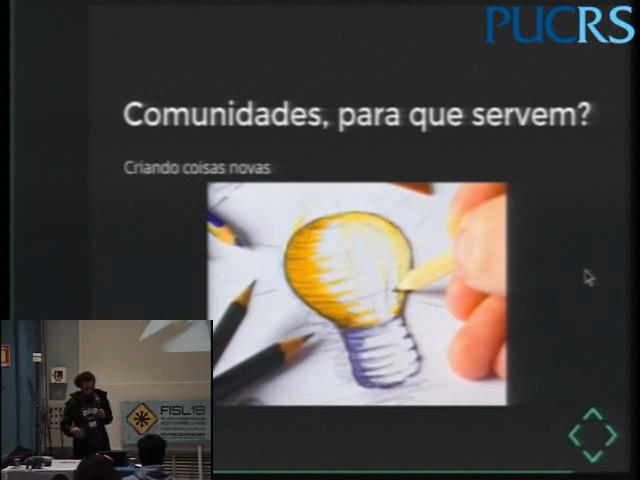 PUCRS
Comunidades, para que servem?
Criando coisas novas
FISL18